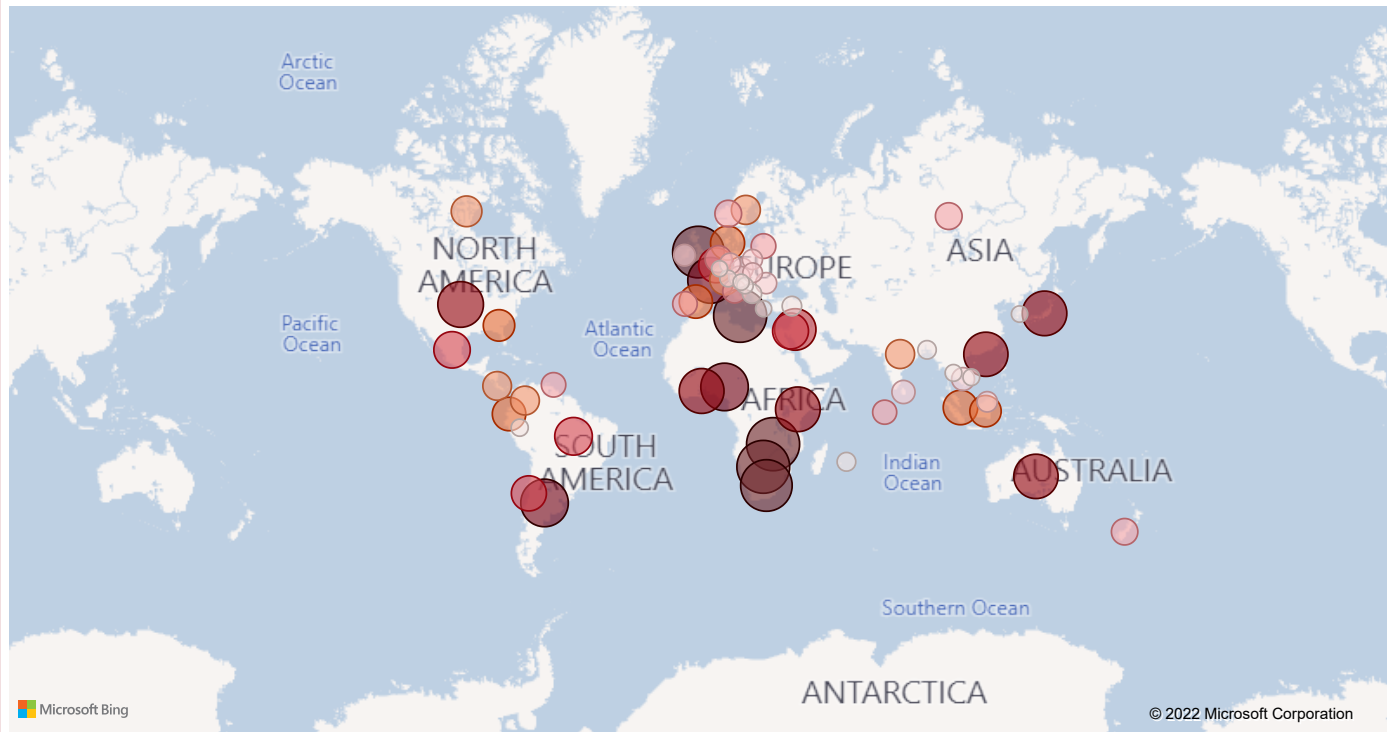 Arctic
Ocean
NORTH
AMERICA
ASIA
UROPE
Pacific
Ocean
Atlantic
Ocean
AFRICA
SOUTH
AMERICA
Indian
Ocean
AUSTRALIA
Southern Ocean
ANTARCTICA
Microsoft Bing
© 2022 Microsoft Corporation